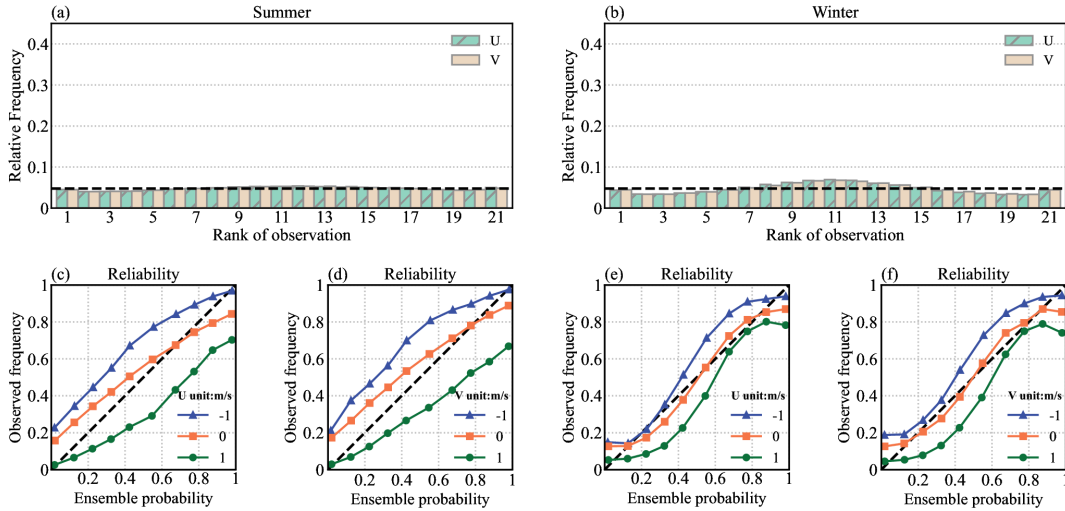 (a) Summer
Relative Frequency
0.4
0.3
0.2
0.1
0
U
V
1 3 5 7 9 11 13 15 17 19 21
Rank of observation
(b) Winter
Relative Frequency
0.4
0.3
0.2
0.1
0
U
V
1 3 5 7 9 11 13 15 17 19 21
Rank of observation
(c) Reliability
Observed frequency
1
0.8
0.6
0.4
0.2
0
U unit:m/s
-1
0
1
0.2 0.4 0.6 0.8 1
Ensemble probability
(d) Reliability
1
0.8
0.6
0.4
0.2
0
V unit:m/s
-1
0
1
0.2 0.4 0.6 0.8 1
Ensemble probability
(e) Reliability
Observed frequency
1
0.8
0.6
0.4
0.2
0
U unit:m/s
-1
0
1
0.2 0.4 0.6 0.8 1
Ensemble probability
(f) Reliability
1
0.8
0.6
0.4
0.2
0
V unit:m/s
-1
0
1
0.2 0.4 0.6 0.8 1
Ensemble probability